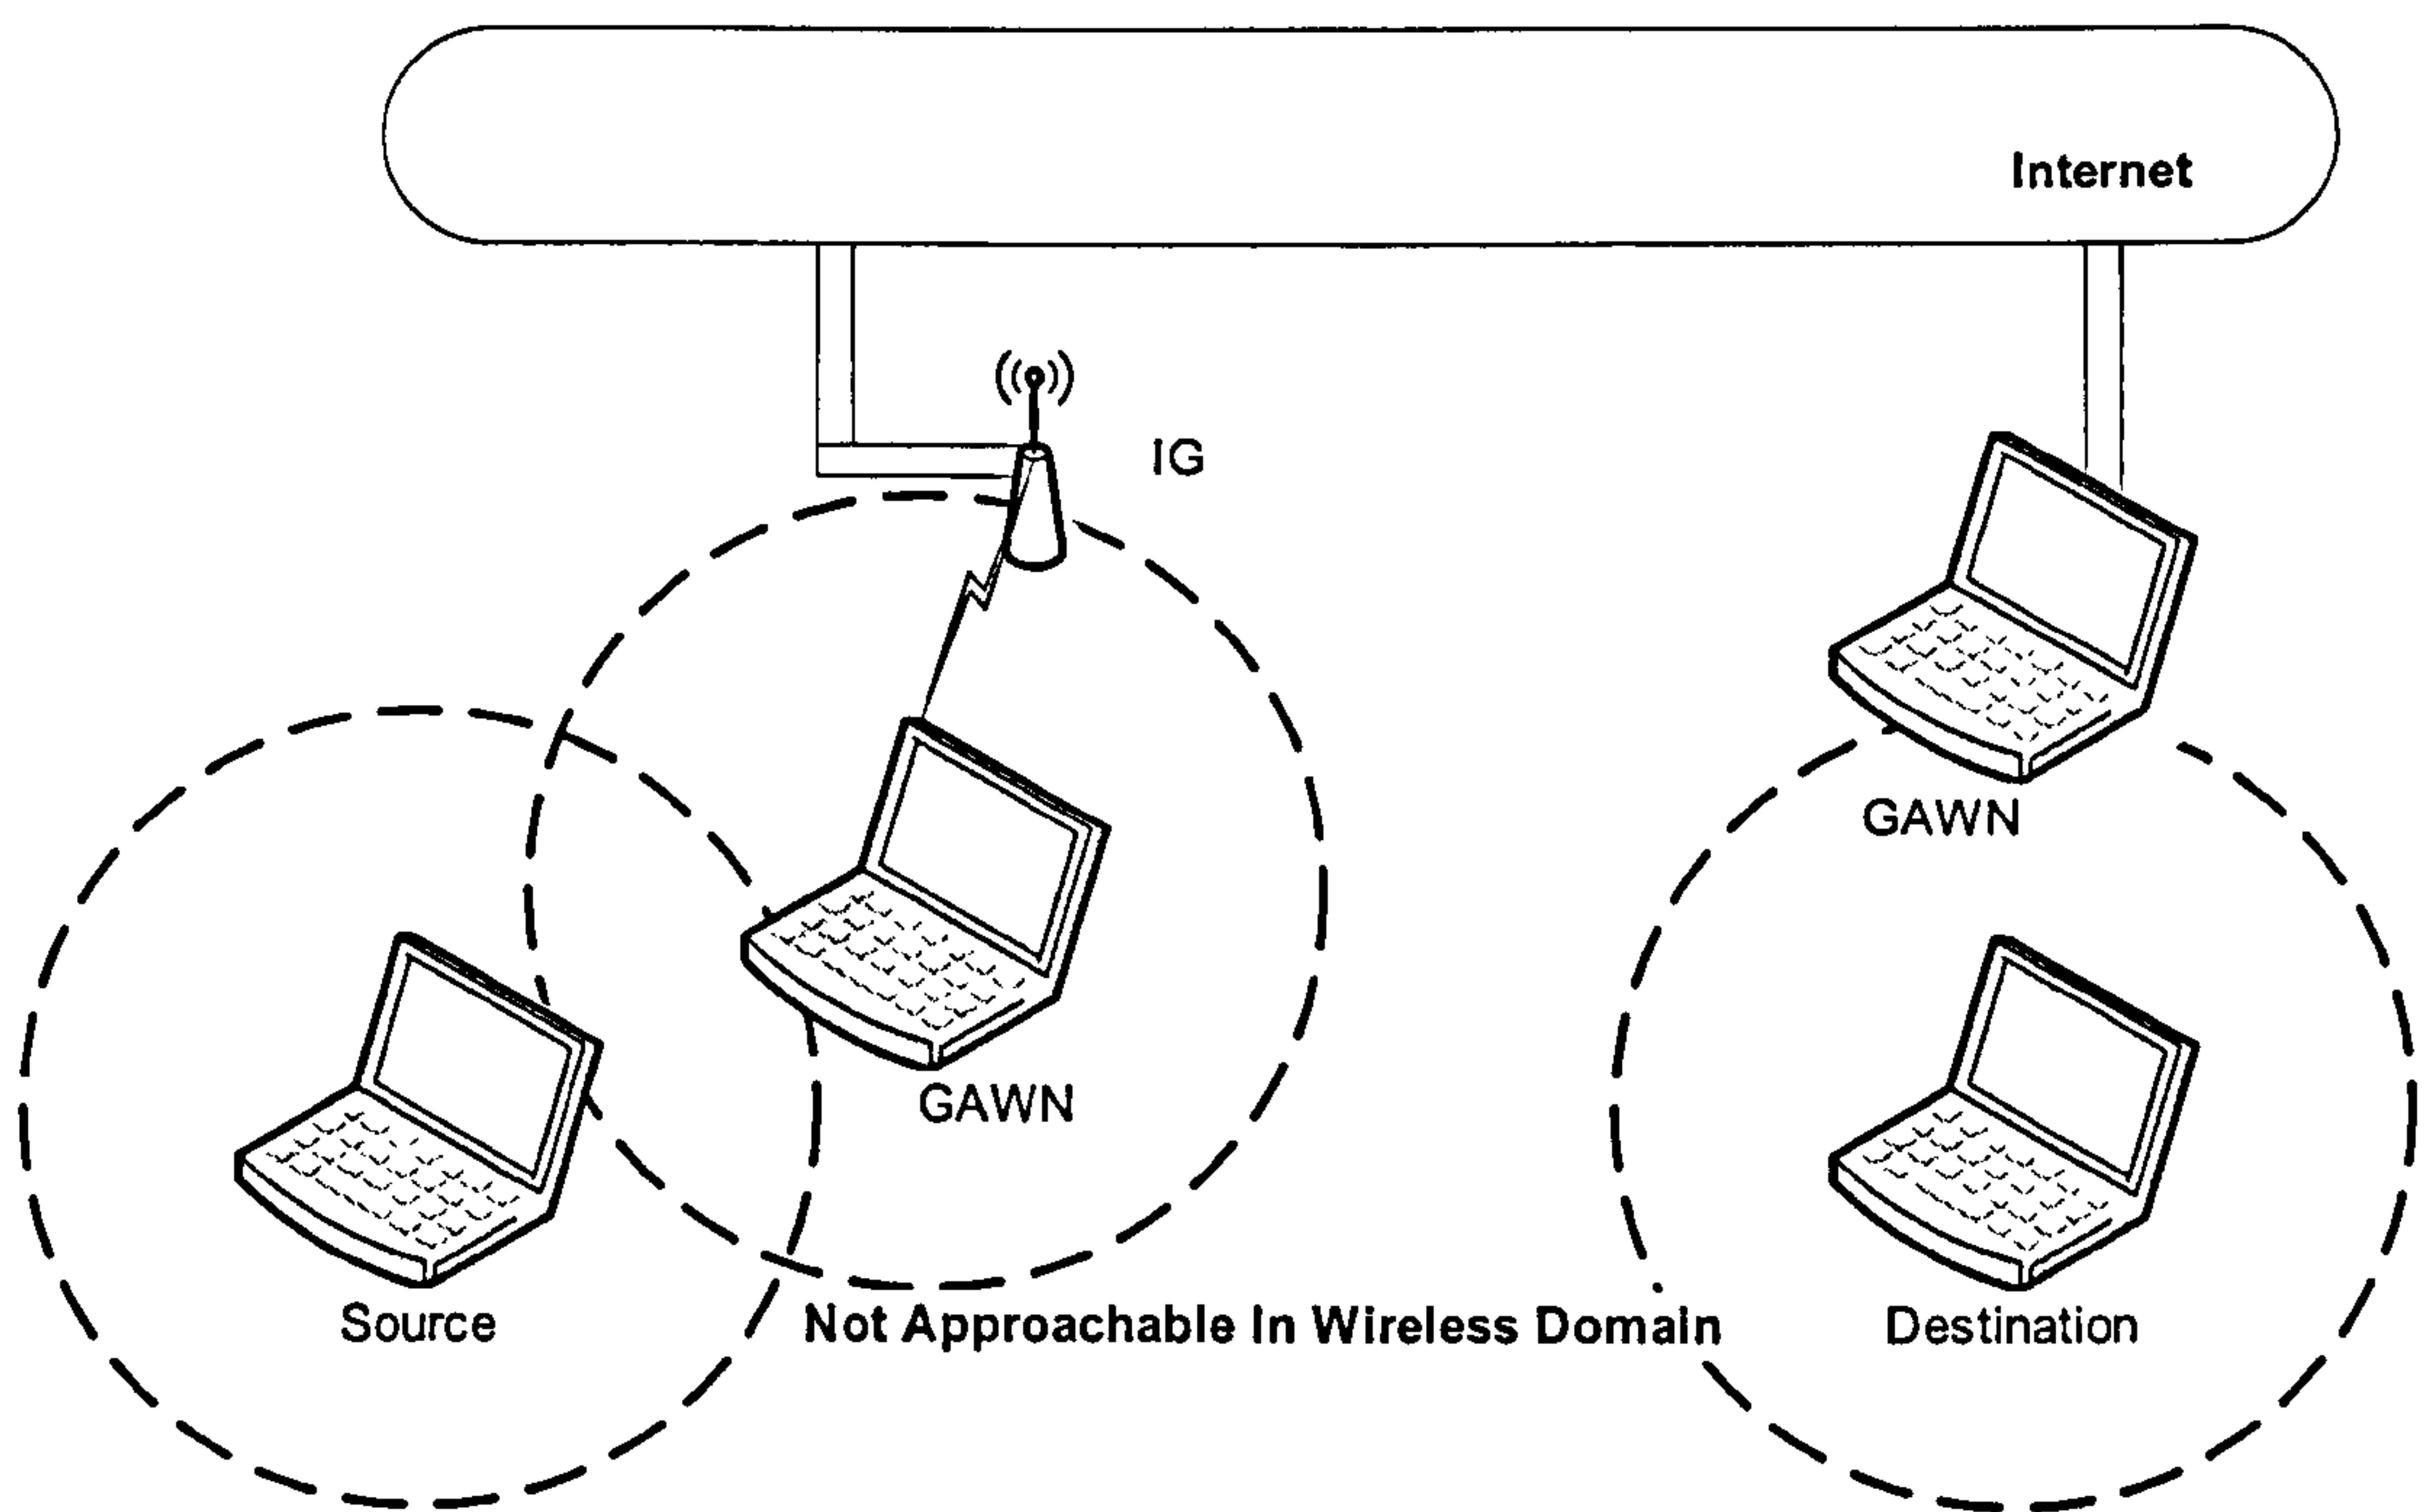 Internet
IG
GAWN
GAWN
Source
Not Approachable In Wireless Domain
Destination